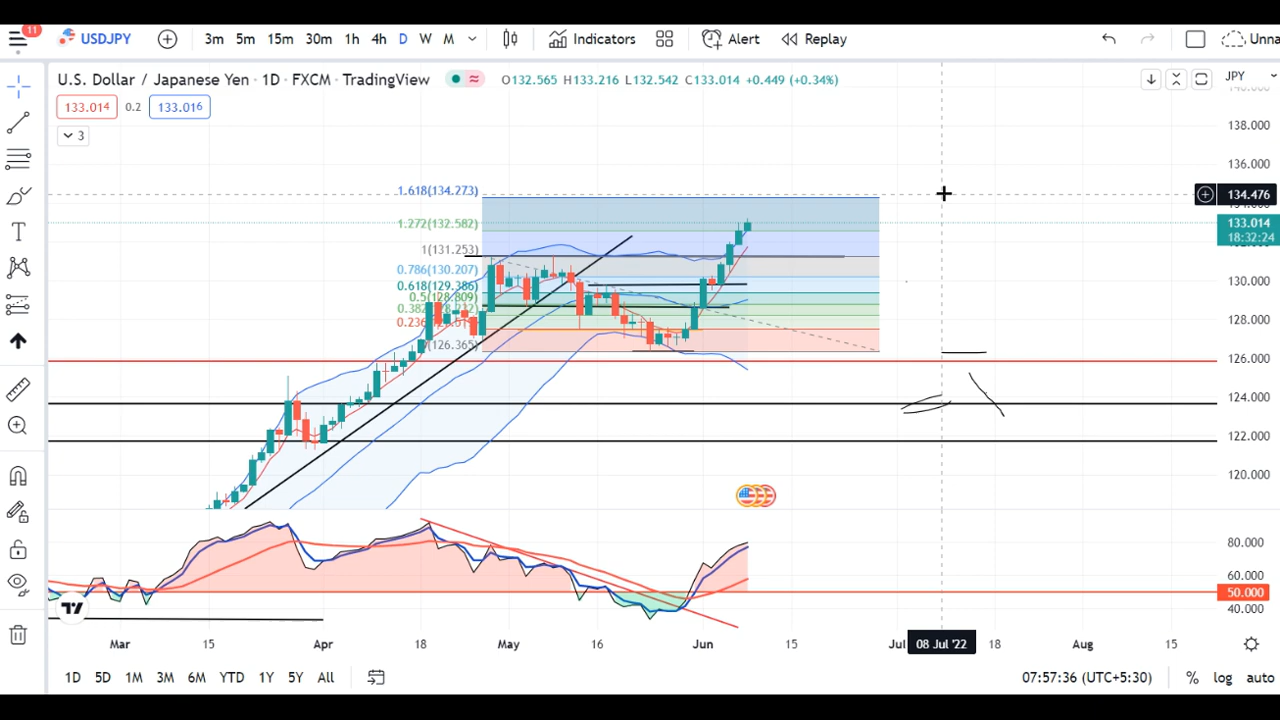 11
USDJPY
3m 5m 15m 30m 1h 4h D W M
Indicators
Alert
Replay
Unna
U.S. Dollar / Japanese Yen · 1D · FXCM · TradingView
O132.565 H133.216 L132.542 C133.014 +0.449 (+0.34%)
JPY
133.014 0.2 133.016
3
140.000
138.000
136.000
134.476
133.014
18:32:24
130.000
128.000
126.000
124.000
122.000
120.000
1.618(134.273)
1.272(132.582)
1(131.253)
0.786(130.207)
0.618(129.386)
0.5(128.809)
(126.365)
80.000
60.000
50.000
40.000
Mar 15 Apr 18 May 16 Jun 15 Jul 08 Jul '22 18 Aug 15
1D 5D 1M 3M 6M YTD 1Y 5Y All
07:57:36 (UTC+5:30) % log auto